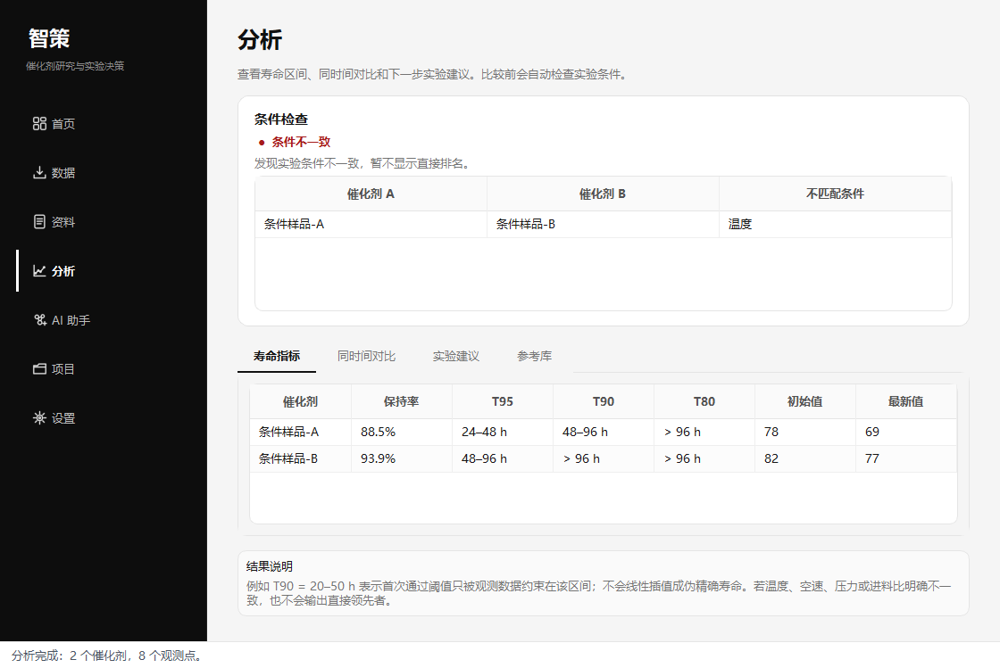 智策
催化剂研究与实验决策
首页
数据
资料
分析
AI 助手
项目
设置
分析
查看寿命区间、同时间对比和下一步实验建议。比较前会自动检查实验条件。
条件检查
● 条件不一致
发现实验条件不一致，暂不显示直接排名。
催化剂 A 催化剂 B 不匹配条件
条件样品-A 条件样品-B 温度
寿命指标 同时间对比 实验建议 参考库
催化剂 保持率 T95 T90 T80 初始值 最新值
条件样品-A 88.5% 24–48 h 48–96 h > 96 h 78 69
条件样品-B 93.9% 48–96 h > 96 h > 96 h 82 77
结果说明
例如 T90 = 20–50 h 表示首次通过阈值只被观测数据约束在该区间；不会线性插值成伪精确寿命。若温度、空速、压力或进料比明确不一
致，也不会输出直接领先者。
分析完成：2 个催化剂，8 个观测点。